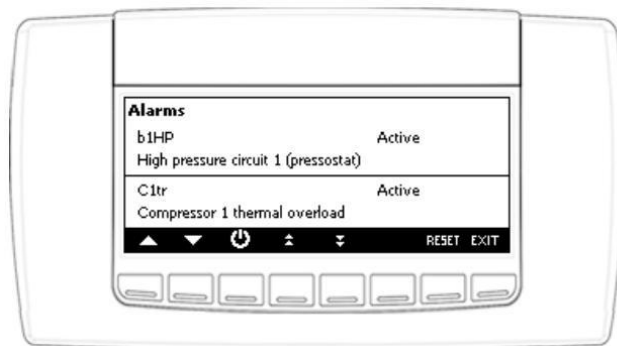 Alarms
b1HP Active
High pressure circuit 1 (pressostat)
C1tr Active
Compressor 1 thermal overload
RESET EXIT